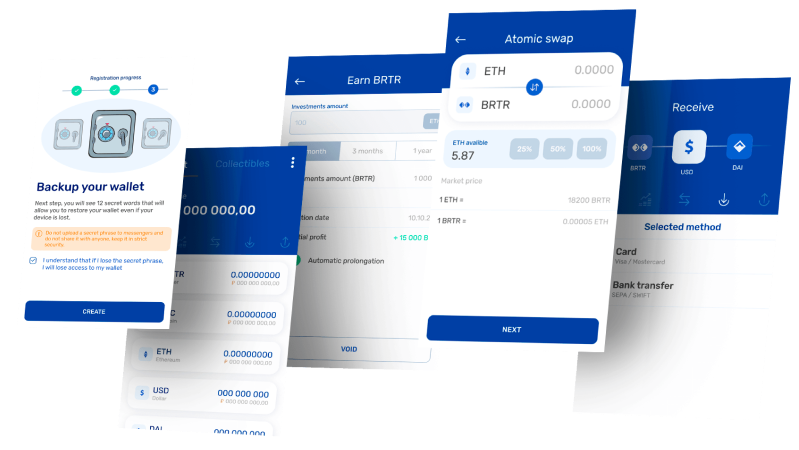 Registration progress
3
Backup your wallet
Next step, you will see 12 secret words that will
allow you to restore your wallet even if your
device is lost.
Do not upload a secret phrase to messengers and
do not share it with anyone, keep it in strict
security.
I understand that if I lose the secret phrase,
I will lose access to my wallet
CREATE
Collectibles
000 000,00
TR
0.00000000
₽ 000 000 000,00
C
0.00000000
₽ 000 000 000,00
ETH
0.00000000
Ethereum
₽ 000 000 000,00
$
USD
000 000 000
Dollar
₽ 000 000 000,00
DAI
000 000 000
Earn BRTR
Investments amount
100
ET
month
3 months
1 year
ments amount (BRTR)
1 000
tion date
10.10.2
ial profit
+ 15 000 B
Automatic prolongation
VOID
Atomic swap
ETH
0.0000
BRTR
0.0000
ETH availble
5.87
25%
50%
100%
Market price
1 ETH =
18200 BRTR
1 BRTR =
0.00005 ETH
NEXT
Receive
$
BRTR
USD
DAI
Selected method
Card
Visa / Mastercard
Bank transfer
SEPA / SWIFT